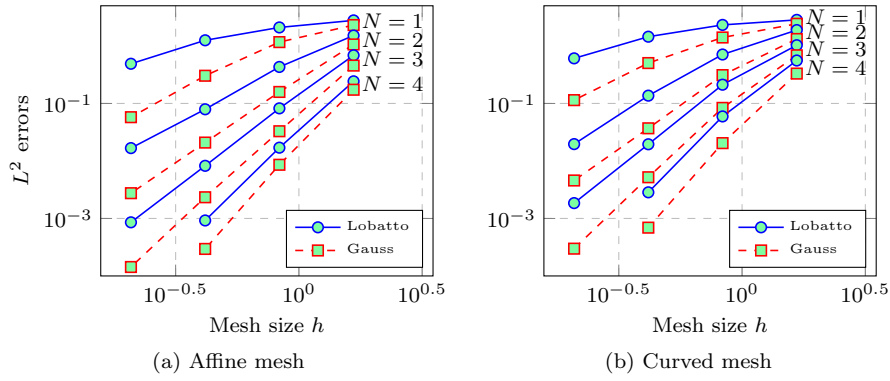 N = 1
N = 2
N = 3
N = 4
10^{-1}
10^{-3}
L^2 errors
Lobatto
Gauss
10^{-0.5}
10^0
10^{0.5}
Mesh size h
(a) Affine mesh
N = 1
N = 2
N = 3
N = 4
10^{-1}
10^{-3}
Lobatto
Gauss
10^{-0.5}
10^0
10^{0.5}
Mesh size h
(b) Curved mesh